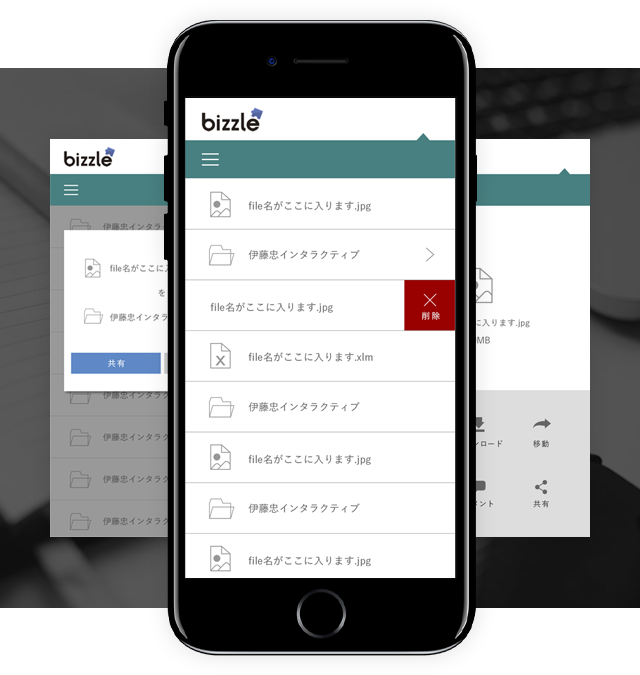 bizzle
file名がここに入ります.jpg
伊藤忠インタラクティブ
file名がここに入ります.jpg
削除
file名がここに入ります.xlm
伊藤忠インタラクティブ
file名がここに入ります.jpg
伊藤忠インタラクティブ
file名がここに入ります.jpg
bizzle
伊藤忠インタラク
file名がここに入
を
伊藤忠インタラ
共有
伊藤忠インタラク
伊藤忠インタラク
伊藤忠インタラク
伊藤忠インタラク
に入ります.jpg
MB
ンロード
移動
メント
共有